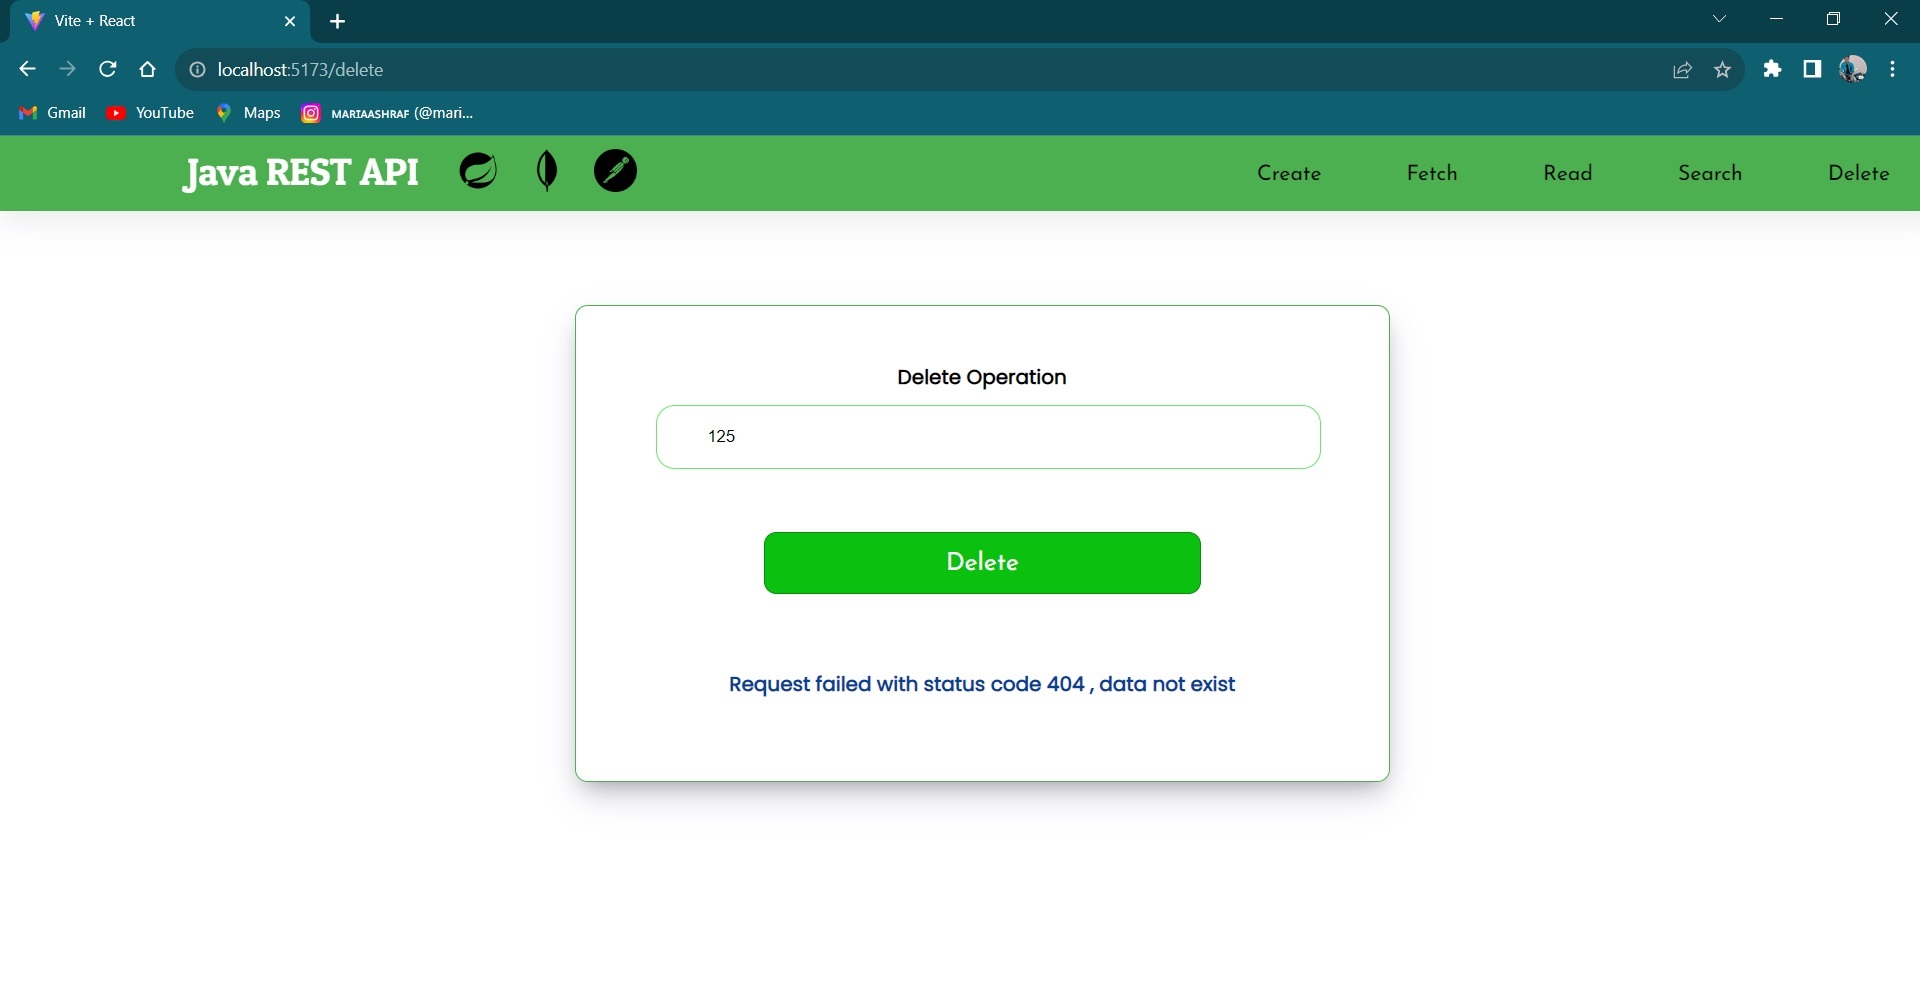 Vite + React
localhost:5173/delete
Gmail YouTube Maps ᴍᴀʀɪᴀᴀsʜʀᴀғ (@mari...
Java REST API Create Fetch Read Search Delete
Delete Operation
125
Delete
Request failed with status code 404 , data not exist